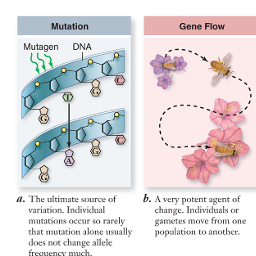 Mutation
Mutagen DNA
T
G
G
C
A
G
G
C
a. The ultimate source of
variation. Individual
mutations occur so rarely
that mutation alone usually
does not change allele
frequency much.
Gene Flow
b. A very potent agent of
change. Individuals or
gametes move from one
population to another.